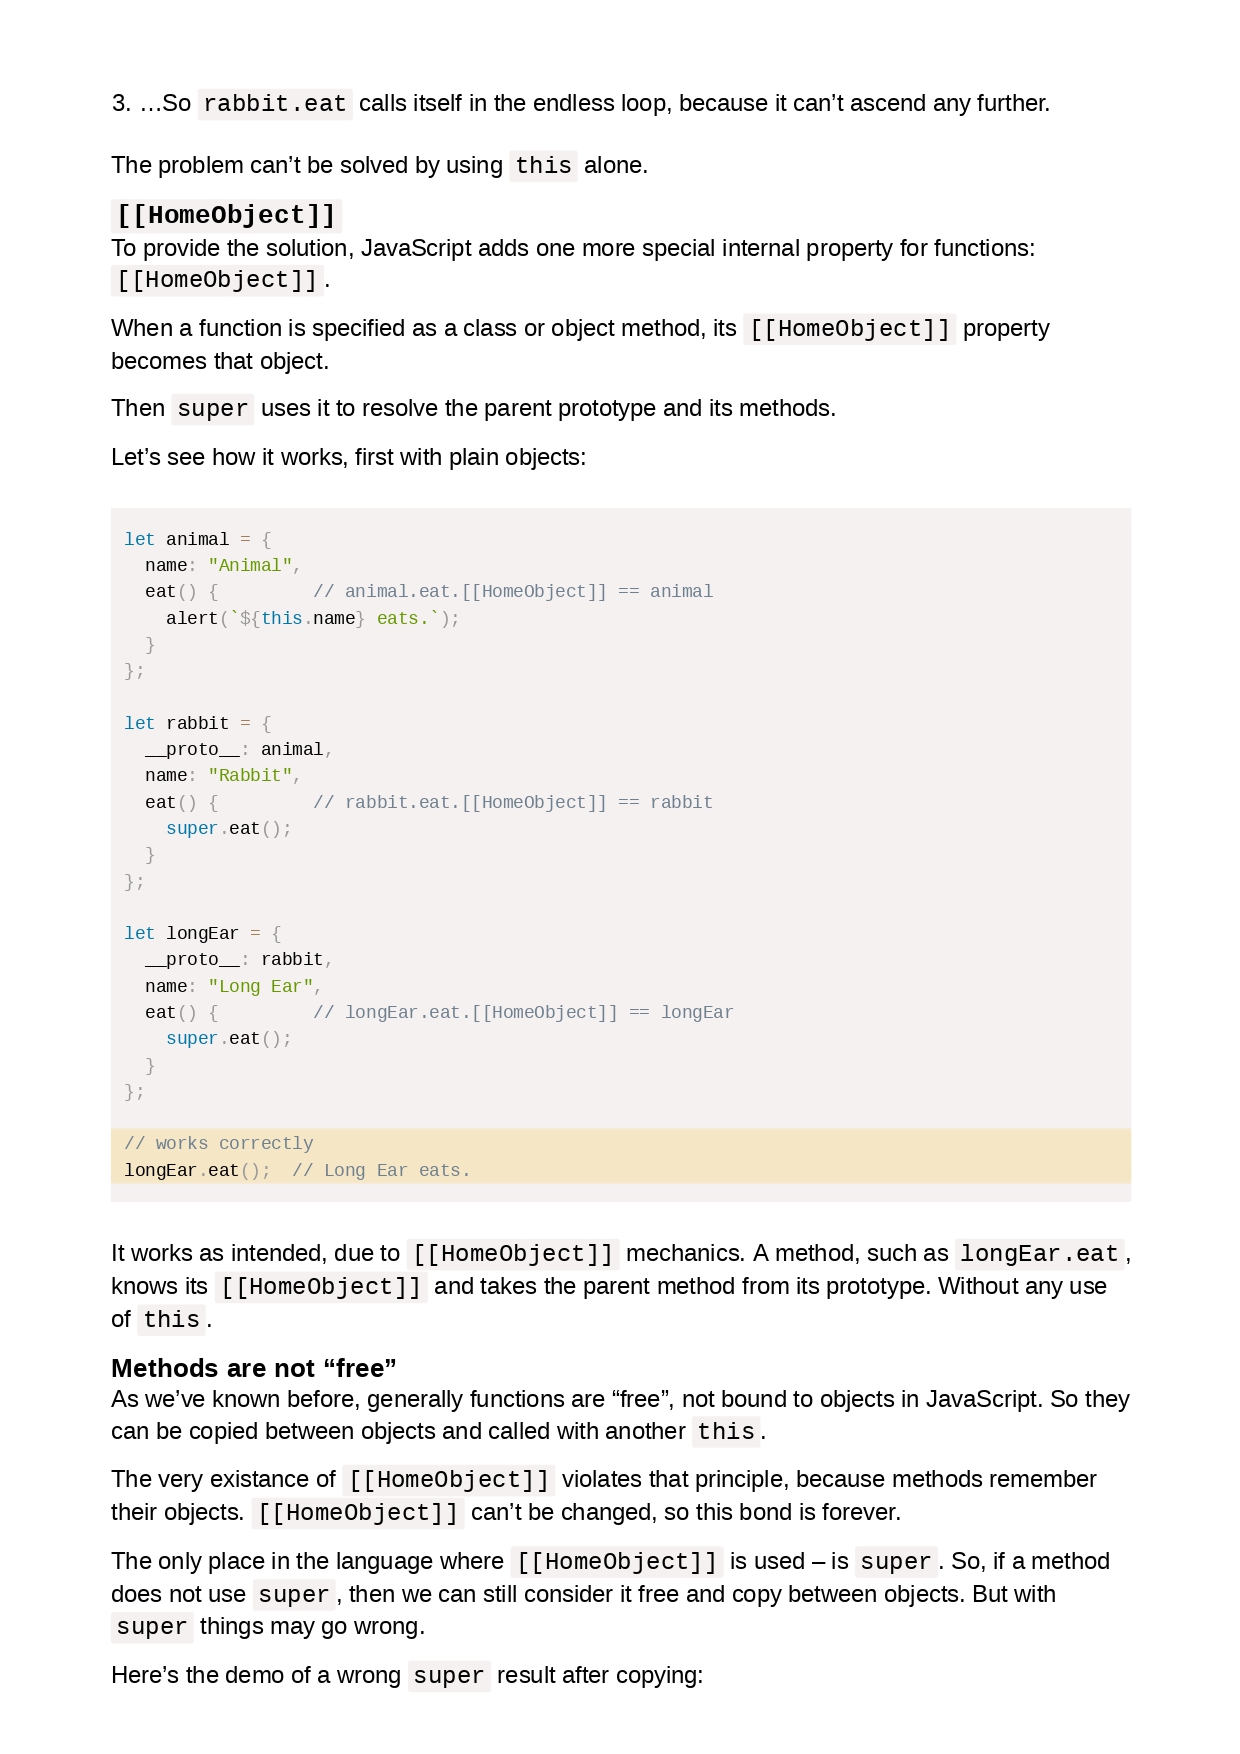 3. …So rabbit.eat calls itself in the endless loop, because it can’t ascend any further.
The problem can’t be solved by using this alone.
[[HomeObject]]
To provide the solution, JavaScript adds one more special internal property for functions:
[[HomeObject]].
When a function is specified as a class or object method, its [[HomeObject]] property
becomes that object.
Then super uses it to resolve the parent prototype and its methods.
Let’s see how it works, first with plain objects:
let animal = {
  name: "Animal",
  eat() {         // animal.eat.[[HomeObject]] == animal
    alert(`${this.name} eats.`);
  }
};
let rabbit = {
  __proto__: animal,
  name: "Rabbit",
  eat() {         // rabbit.eat.[[HomeObject]] == rabbit
    super.eat();
  }
};
let longEar = {
  __proto__: rabbit,
  name: "Long Ear",
  eat() {         // longEar.eat.[[HomeObject]] == longEar
    super.eat();
  }
};
// works correctly
longEar.eat();  // Long Ear eats.
It works as intended, due to [[HomeObject]] mechanics. A method, such as longEar.eat,
knows its [[HomeObject]] and takes the parent method from its prototype. Without any use
of this.
Methods are not “free”
As we’ve known before, generally functions are “free”, not bound to objects in JavaScript. So they
can be copied between objects and called with another this.
The very existance of [[HomeObject]] violates that principle, because methods remember
their objects. [[HomeObject]] can’t be changed, so this bond is forever.
The only place in the language where [[HomeObject]] is used – is super. So, if a method
does not use super, then we can still consider it free and copy between objects. But with
super things may go wrong.
Here’s the demo of a wrong super result after copying: